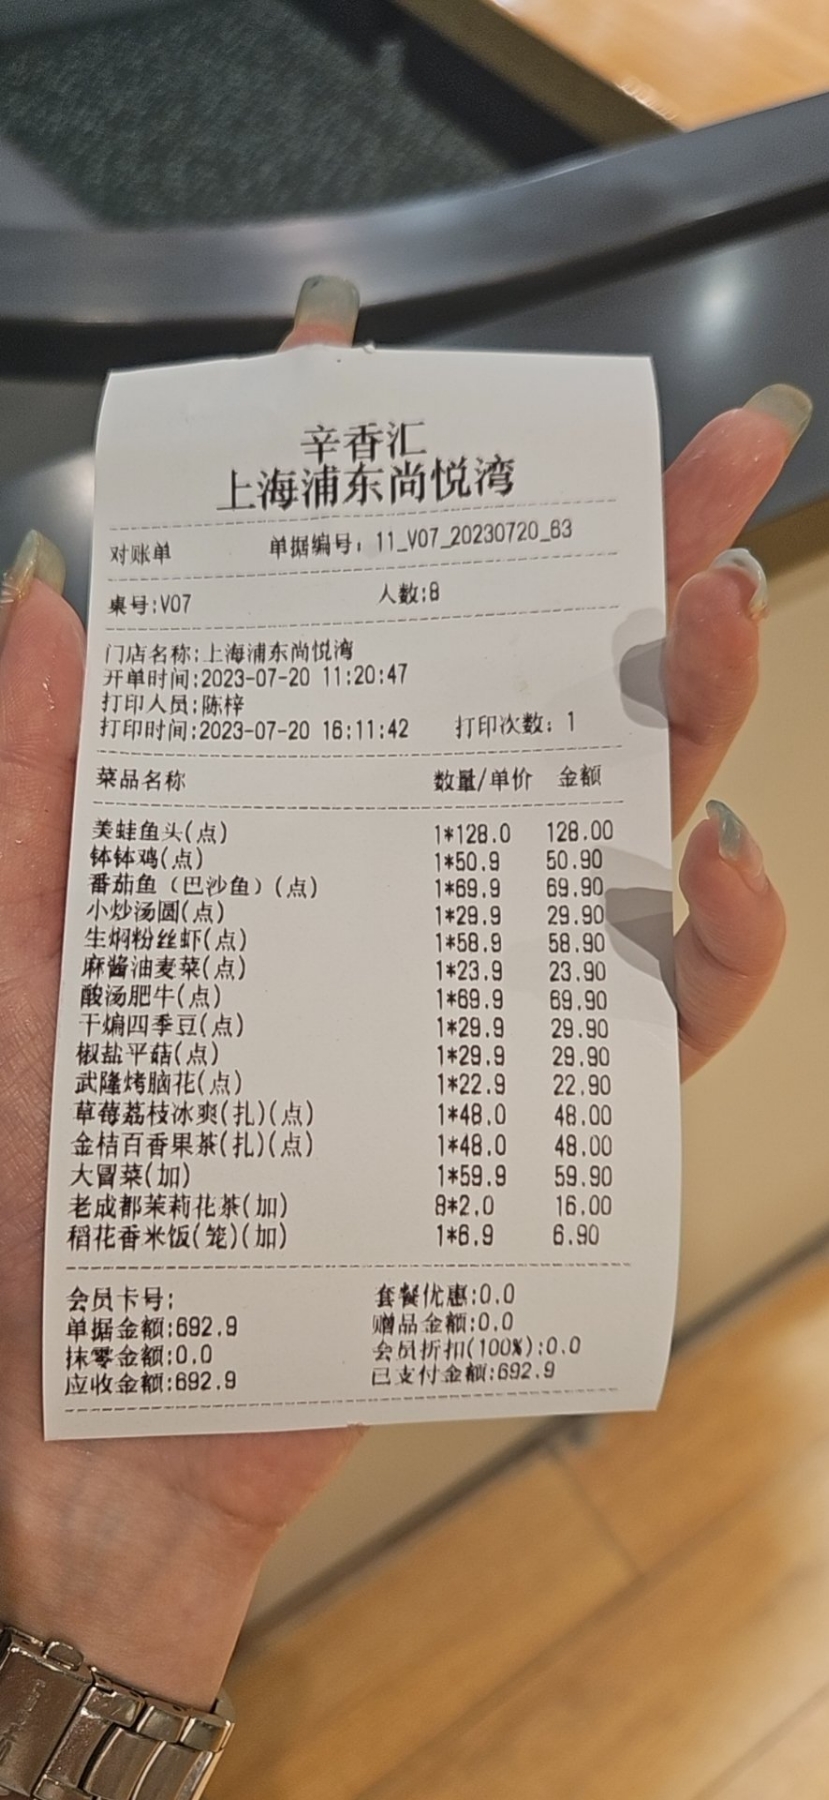 辛香汇
上海浦东尚悦湾
对账单 单据编号：11_V07_20230720_63
桌号:V07 人数:8
门店名称:上海浦东尚悦湾
开单时间:2023-07-20 11:20:47
打印人员:陈梓
打印时间:2023-07-20 16:11:42 打印次数：1
菜品名称 数量/单价 金额
美蛙鱼头(点) 1*128.0 128.00
钵钵鸡(点) 1*50.9 50.90
番茄鱼（巴沙鱼）(点) 1*69.9 69.90
小炒汤圆(点) 1*29.9 29.90
生焖粉丝虾(点) 1*58.9 58.90
麻酱油麦菜(点) 1*23.9 23.90
酸汤肥牛(点) 1*69.9 69.90
干煸四季豆(点) 1*29.9 29.90
椒盐平菇(点) 1*29.9 29.90
武隆烤脑花(点) 1*22.9 22.90
草莓荔枝冰爽(扎)(点) 1*48.0 48.00
金桔百香果茶(扎)(点) 1*48.0 48.00
大冒菜(加) 1*59.9 59.90
老成都茉莉花茶(加) 8*2.0 16.00
稻花香米饭(笼)(加) 1*6.9 6.90
会员卡号: 套餐优惠:0.0
单据金额:692.9 赠品金额:0.0
抹零金额:0.0 会员折扣(100%):0.0
应收金额:692.9 已支付金额:692.9